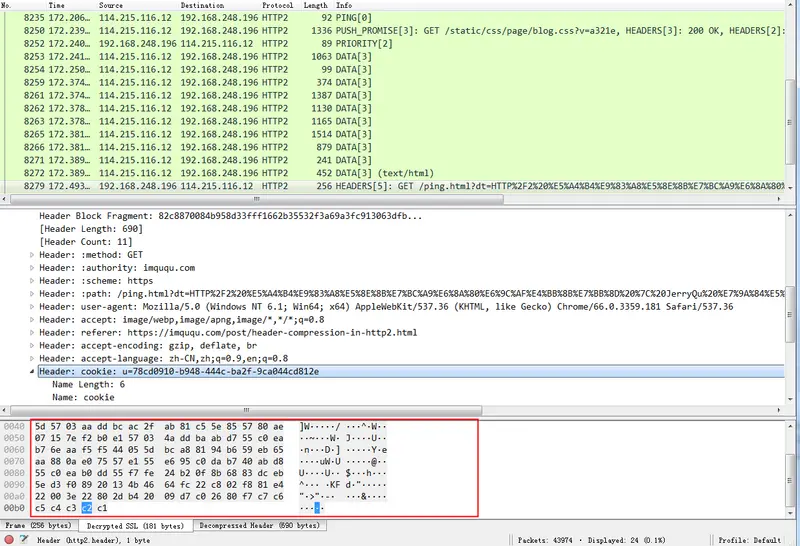 No. Time Source Destination Protocol Length Info
8235 172.206… 114.215.116.12 192.168.248.196 HTTP2 92 PING[0]
8250 172.239… 114.215.116.12 192.168.248.196 HTTP2 1336 PUSH_PROMISE[3]: GET /static/css/page/blog.css?v=a321e, HEADERS[3]: 200 OK, HEADERS[2]:
8252 172.240… 192.168.248.196 114.215.116.12 HTTP2 89 PRIORITY[2]
8253 172.241… 114.215.116.12 192.168.248.196 HTTP2 1063 DATA[3]
8254 172.250… 114.215.116.12 192.168.248.196 HTTP2 99 DATA[3]
8259 172.374… 114.215.116.12 192.168.248.196 HTTP2 374 DATA[3]
8261 172.374… 114.215.116.12 192.168.248.196 HTTP2 1387 DATA[3]
8262 172.378… 114.215.116.12 192.168.248.196 HTTP2 1130 DATA[3]
8263 172.378… 114.215.116.12 192.168.248.196 HTTP2 1165 DATA[3]
8265 172.381… 114.215.116.12 192.168.248.196 HTTP2 1514 DATA[3]
8266 172.381… 114.215.116.12 192.168.248.196 HTTP2 879 DATA[3]
8271 172.389… 114.215.116.12 192.168.248.196 HTTP2 241 DATA[3]
8272 172.389… 114.215.116.12 192.168.248.196 HTTP2 452 DATA[3] (text/html)
8279 172.493… 192.168.248.196 114.215.116.12 HTTP2 256 HEADERS[5]: GET /ping.html?dt=HTTP%2F2%20%E5%A4%B4%E9%83%A8%E5%8E%8B%E7%BC%A9%E6%8A%80%
Header Block Fragment: 82c8870084b958d33fff1662b35532f3a69a3fc913063dfb...
[Header Length: 690]
[Header Count: 11]
Header: :method: GET
Header: :authority: imququ.com
Header: :scheme: https
Header: :path: /ping.html?dt=HTTP%2F2%20%E5%A4%B4%E9%83%A8%E5%8E%8B%E7%BC%A9%E6%8A%80%E6%9C%AF%E4%BB%8B%E7%BB%8D%20%7C%20JerryQu%20%E7%9A%84%E5%
Header: user-agent: Mozilla/5.0 (Windows NT 6.1; Win64; x64) AppleWebKit/537.36 (KHTML, like Gecko) Chrome/66.0.3359.181 Safari/537.36
Header: accept: image/webp,image/apng,image/*,*/*;q=0.8
Header: referer: https://imququ.com/post/header-compression-in-http2.html
Header: accept-encoding: gzip, deflate, br
Header: accept-language: zh-CN,zh;q=0.9,en;q=0.8
Header: cookie: u=78cd0910-b948-444c-ba2f-9ca044cd812e
Name Length: 6
Name: cookie
0040 5d 57 03 aa dd bc ac 2f ab 81 c5 5e 85 57 80 ae ]W·····/ ···^·W··
0050 07 15 7e f2 b0 e1 57 03 4a dd ba ab d7 55 c0 ea ··~···W· J····U··
0060 b7 6e aa f5 f5 44 05 5d bc a8 81 94 b6 59 eb 65 ·n···D·] ·····Y·e
0070 aa 88 0a e0 75 57 e1 55 e6 95 c0 da b7 40 ab d8 ····uW·U ·····@··
0080 55 c0 ea b0 dd 55 f7 fe 24 b2 0f 8b 68 83 dc eb U····U·· $···h···
0090 5e d3 f0 89 20 13 4b 46 64 fc 22 c8 02 f8 81 e4 ^··· ·KF d·"·····
00a0 22 00 3e 22 80 2d b4 20 09 d7 c0 26 80 f7 c7 c6 "·>"·-· ···&····
00b0 c5 c4 c3 c2 c1 ·····
Frame (256 bytes) Decrypted SSL (181 bytes) Decompressed Header (690 bytes)
Header (http2.header), 1 byte Packets: 43974 · Displayed: 24 (0.1%) Profile: Default